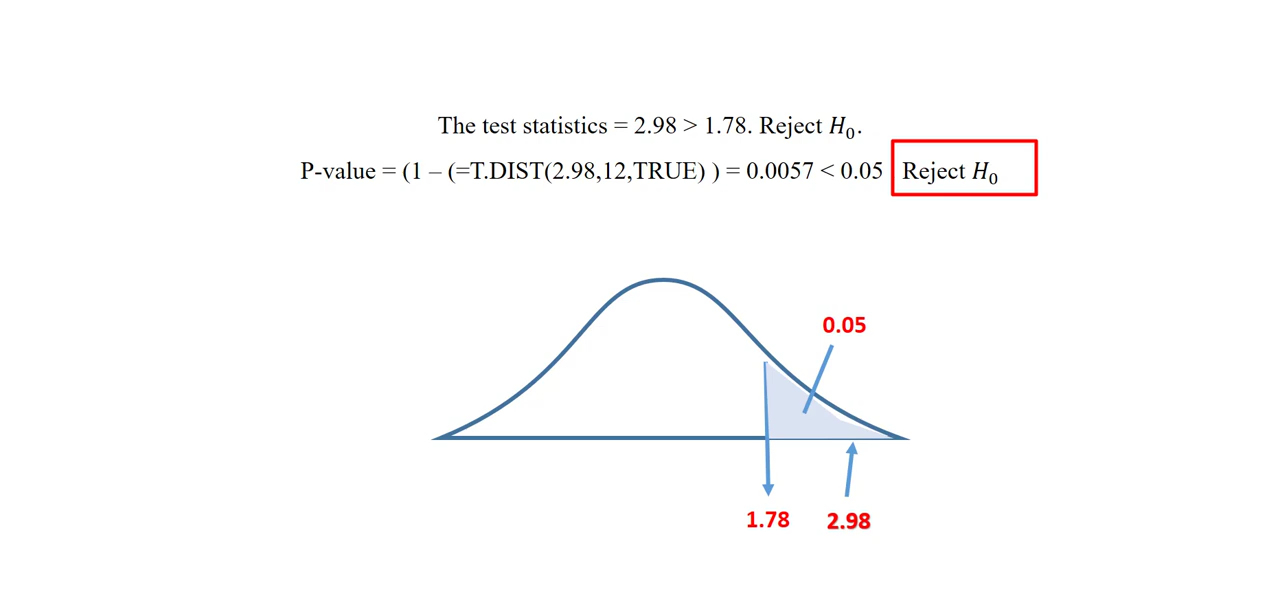 The test statistics = 2.98 > 1.78. Reject H₀.
P-value = (1 – (=T.DIST(2.98,12,TRUE) ) = 0.0057 < 0.05 Reject H₀
0.05
1.78
2.98